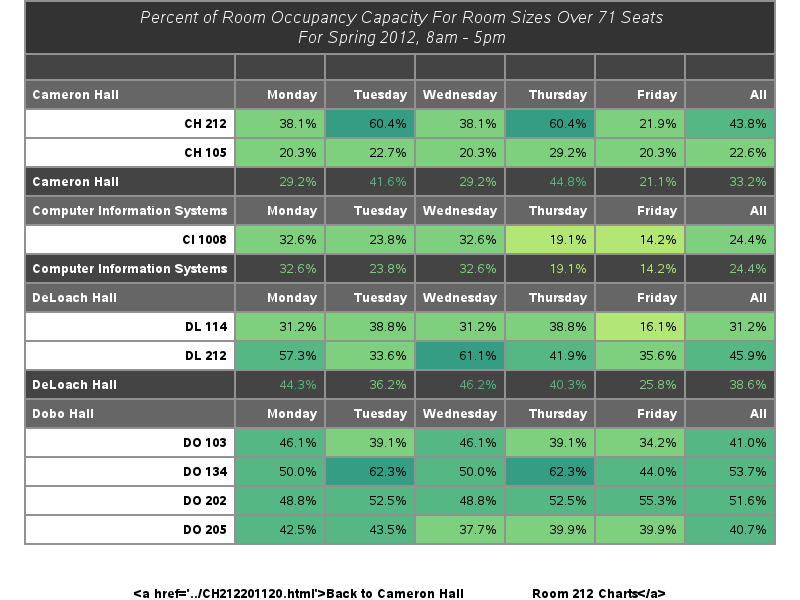 Percent of Room Occupancy Capacity For Room Sizes Over 71 Seats
For Spring 2012, 8am - 5pm
Cameron Hall Monday Tuesday Wednesday Thursday Friday All
CH 212 38.1% 60.4% 38.1% 60.4% 21.9% 43.8%
CH 105 20.3% 22.7% 20.3% 29.2% 20.3% 22.6%
Cameron Hall 29.2% 41.6% 29.2% 44.8% 21.1% 33.2%
Computer Information Systems Monday Tuesday Wednesday Thursday Friday All
CI 1008 32.6% 23.8% 32.6% 19.1% 14.2% 24.4%
Computer Information Systems 32.6% 23.8% 32.6% 19.1% 14.2% 24.4%
DeLoach Hall Monday Tuesday Wednesday Thursday Friday All
DL 114 31.2% 38.8% 31.2% 38.8% 16.1% 31.2%
DL 212 57.3% 33.6% 61.1% 41.9% 35.6% 45.9%
DeLoach Hall 44.3% 36.2% 46.2% 40.3% 25.8% 38.6%
Dobo Hall Monday Tuesday Wednesday Thursday Friday All
DO 103 46.1% 39.1% 46.1% 39.1% 34.2% 41.0%
DO 134 50.0% 62.3% 50.0% 62.3% 44.0% 53.7%
DO 202 48.8% 52.5% 48.8% 52.5% 55.3% 51.6%
DO 205 42.5% 43.5% 37.7% 39.9% 39.9% 40.7%
<a href='../CH212201120.html'>Back to Cameron Hall Room 212 Charts</a>